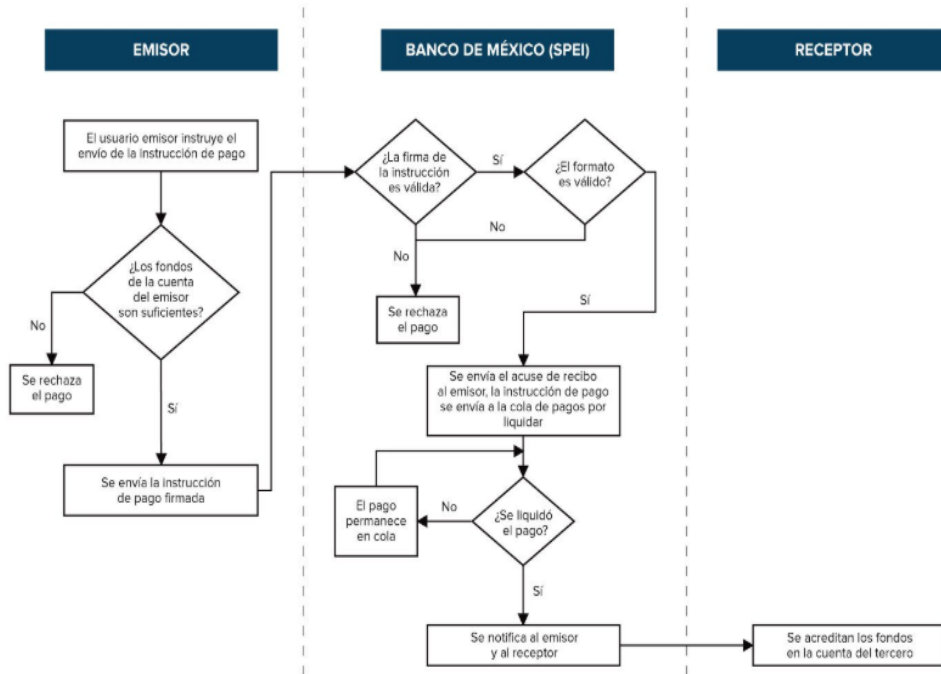 EMISOR
BANCO DE MÉXICO (SPEI)
RECEPTOR
El usuario emisor instruye el
envío de la instrucción de pago
¿Los fondos
de la cuenta
del emisor
son suficientes?
No
Se rechaza
el pago
Sí
Se envía la instrucción
de pago firmada
¿La firma de
la instrucción
es válida?
Sí
¿El formato
es válido?
No
No
Se rechaza
el pago
Sí
Se envía el acuse de recibo
al emisor, la instrucción de pago
se envía a la cola de pagos por
liquidar
¿Se liquidó
el pago?
No
El pago
permanece
en cola
Sí
Se notifica al emisor
y al receptor
Se acreditan los fondos
en la cuenta del tercero